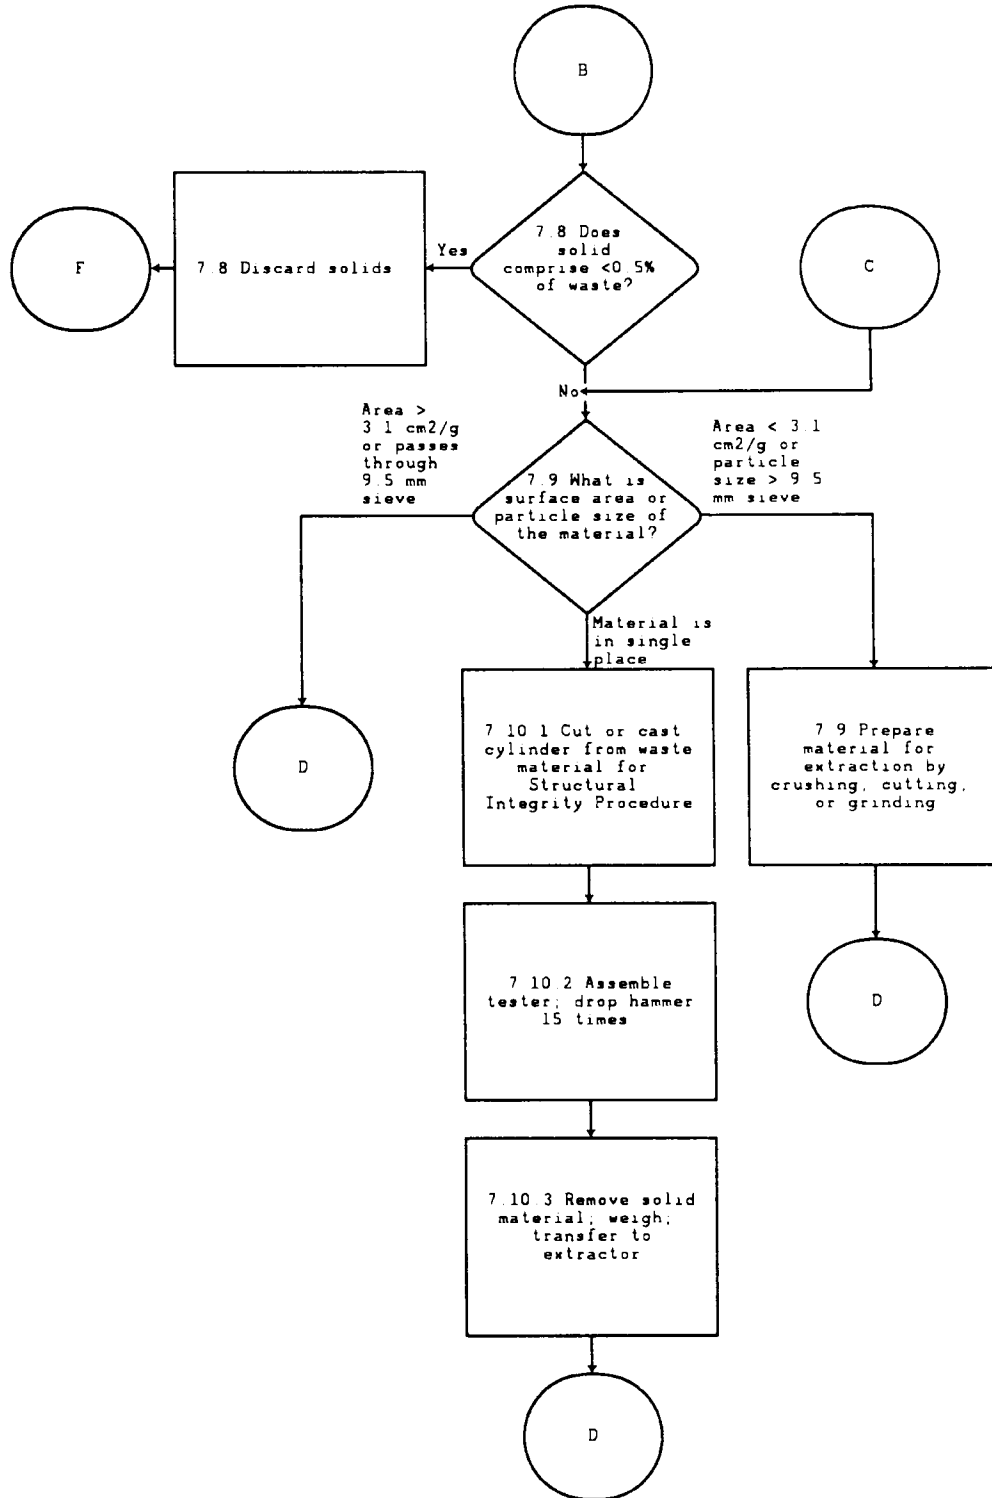 B
7.8 Does
solid
comprise <0.5%
of waste?
Yes
7.8 Discard solids
F
C
No
Area >
3 1 cm2/g
or passes
through
9.5 mm
sieve
Area < 3.1
cm2/g or
particle
size > 9 5
mm sieve
7.9 What is
surface area or
particle size of
the material?
Material is
in single
place
D
7 10 1 Cut or cast
cylinder from waste
material for
Structural
Integrity Procedure
7 9 Prepare
material for
extraction by
crushing, cutting,
or grinding
7 10.2 Assemble
tester; drop hammer
15 times
D
7.10.3 Remove solid
material; weigh;
transfer to
extractor
D